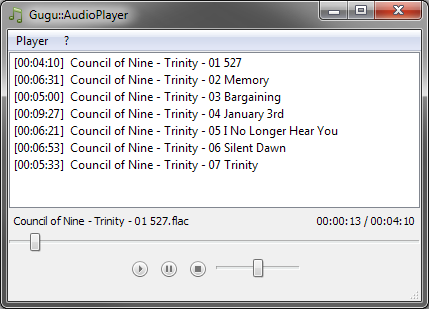 Gugu::AudioPlayer
Player ?
[00:04:10] Council of Nine - Trinity - 01 527
[00:06:31] Council of Nine - Trinity - 02 Memory
[00:05:00] Council of Nine - Trinity - 03 Bargaining
[00:09:27] Council of Nine - Trinity - 04 January 3rd
[00:06:21] Council of Nine - Trinity - 05 I No Longer Hear You
[00:06:53] Council of Nine - Trinity - 06 Silent Dawn
[00:05:33] Council of Nine - Trinity - 07 Trinity
Council of Nine - Trinity - 01 527.flac 00:00:13 / 00:04:10